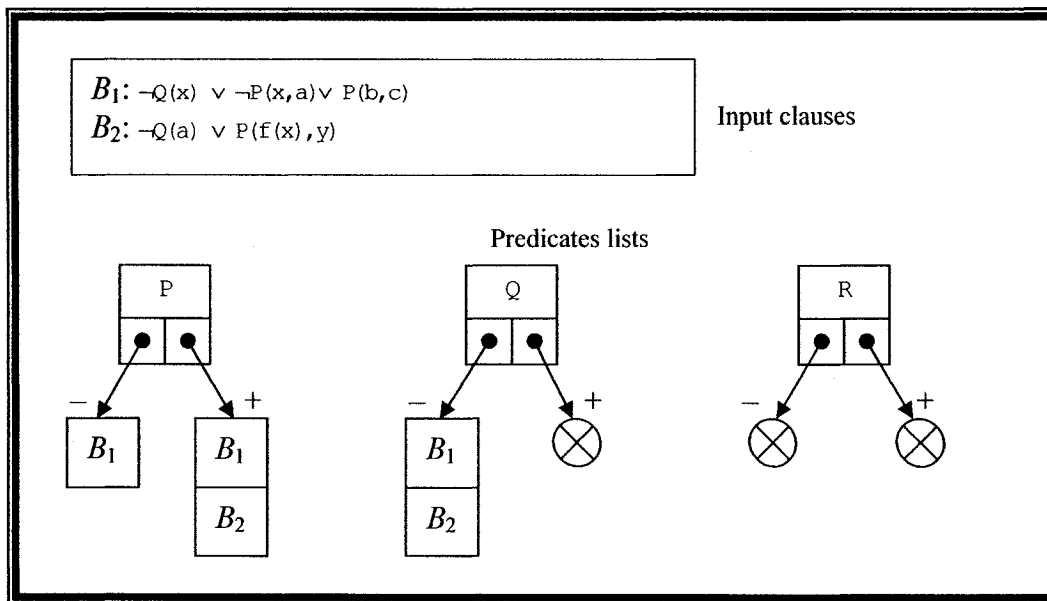 B1: ¬Q(x) ∨ ¬P(x,a)∨ P(b,c)
B2: ¬Q(a) ∨ P(f(x),y)
Input clauses
Predicates lists
P
Q
R
− + − + − +
B1 B1 B1
B2 B2